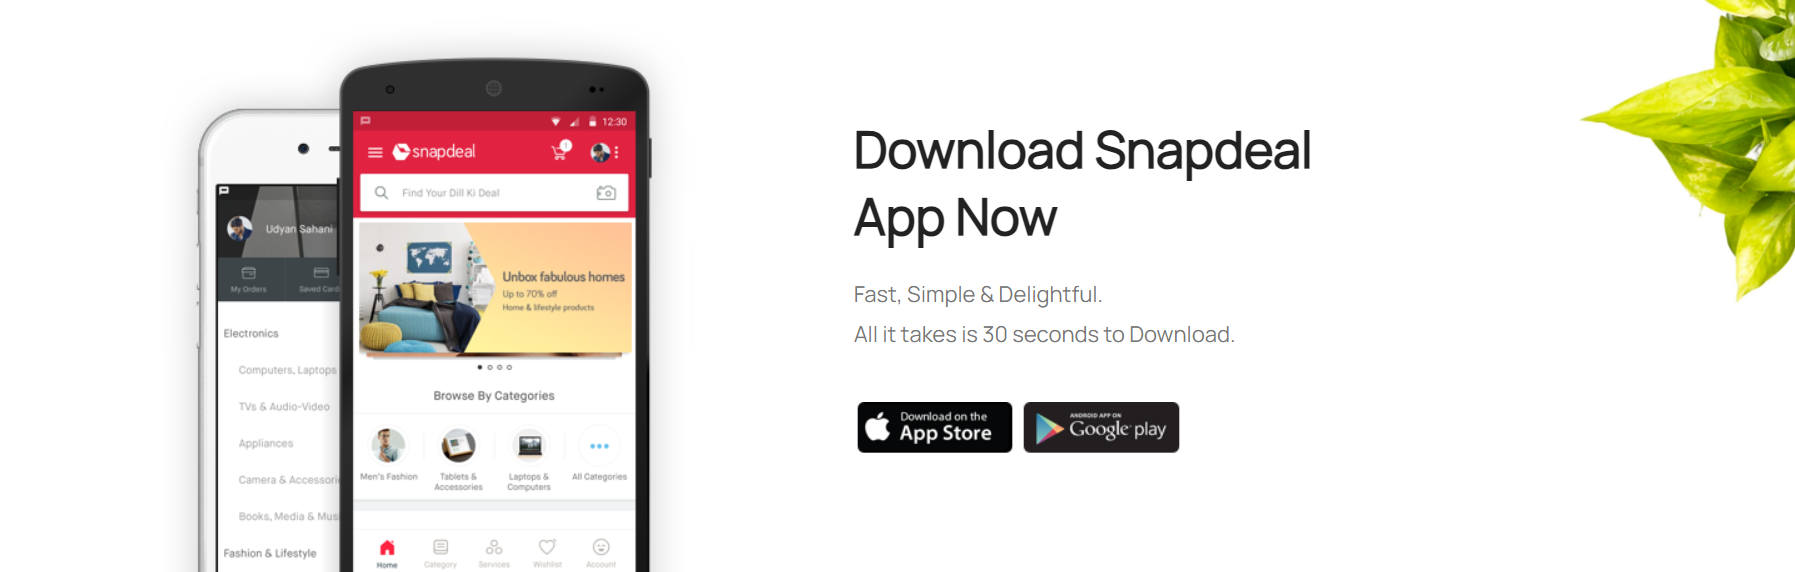 Udyan Sahani
My Orders
Saved Card
Electronics
Computers, Laptops
TVs & Audio-Video
Appliances
Camera & Accessori
Books, Media & Mus
Fashion & Lifestyle
12:30
snapdeal
1
Find Your Dill Ki Deal
Unbox fabulous homes
Up to 70% off
Home & lifestyle products
Browse By Categories
Men's Fashion
Tablets &
Accessories
Laptops &
Computers
All Categories
Home
Category
Services
Wishlist
Account
Download Snapdeal
App Now
Fast, Simple & Delightful.
All it takes is 30 seconds to Download.
Download on the
App Store
ANDROID APP ON
Google play